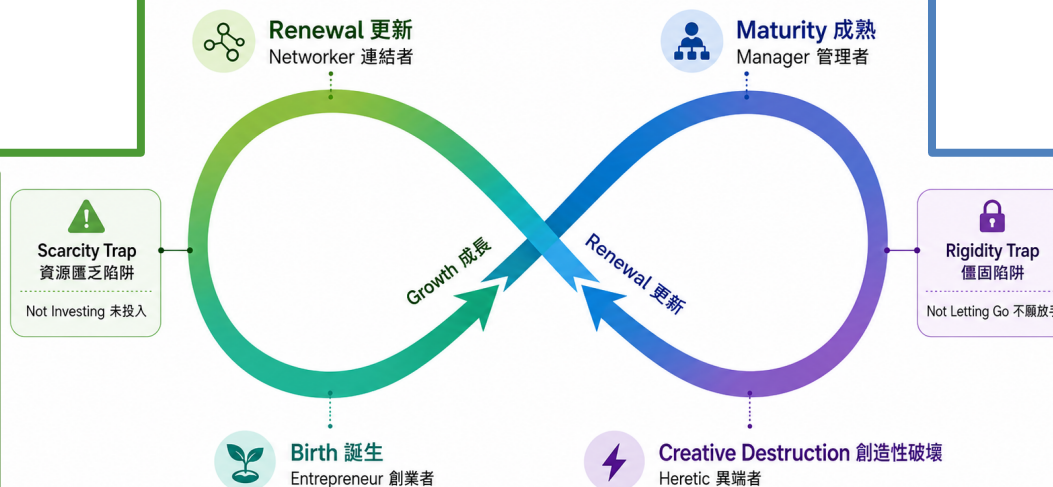 Renewal 更新
Networker 連結者
Maturity 成熟
Manager 管理者
Scarcity Trap
資源匱乏陷阱
Not Investing 未投入
Growth 成長
Renewal 更新
Rigidity Trap
僵固陷阱
Not Letting Go 不願放手
Birth 誕生
Entrepreneur 創業者
Creative Destruction 創造性破壞
Heretic 異端者